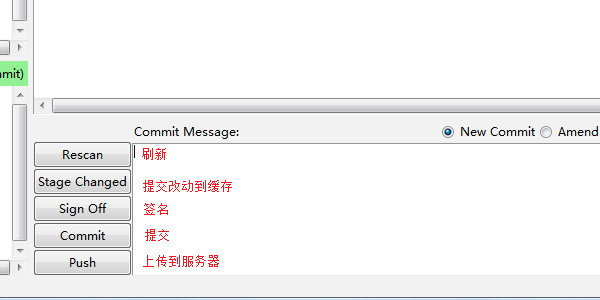 mmit)
Commit Message:
New Commit
Amend
Rescan 刷新
Stage Changed 提交改动到缓存
Sign Off 签名
Commit 提交
Push 上传到服务器